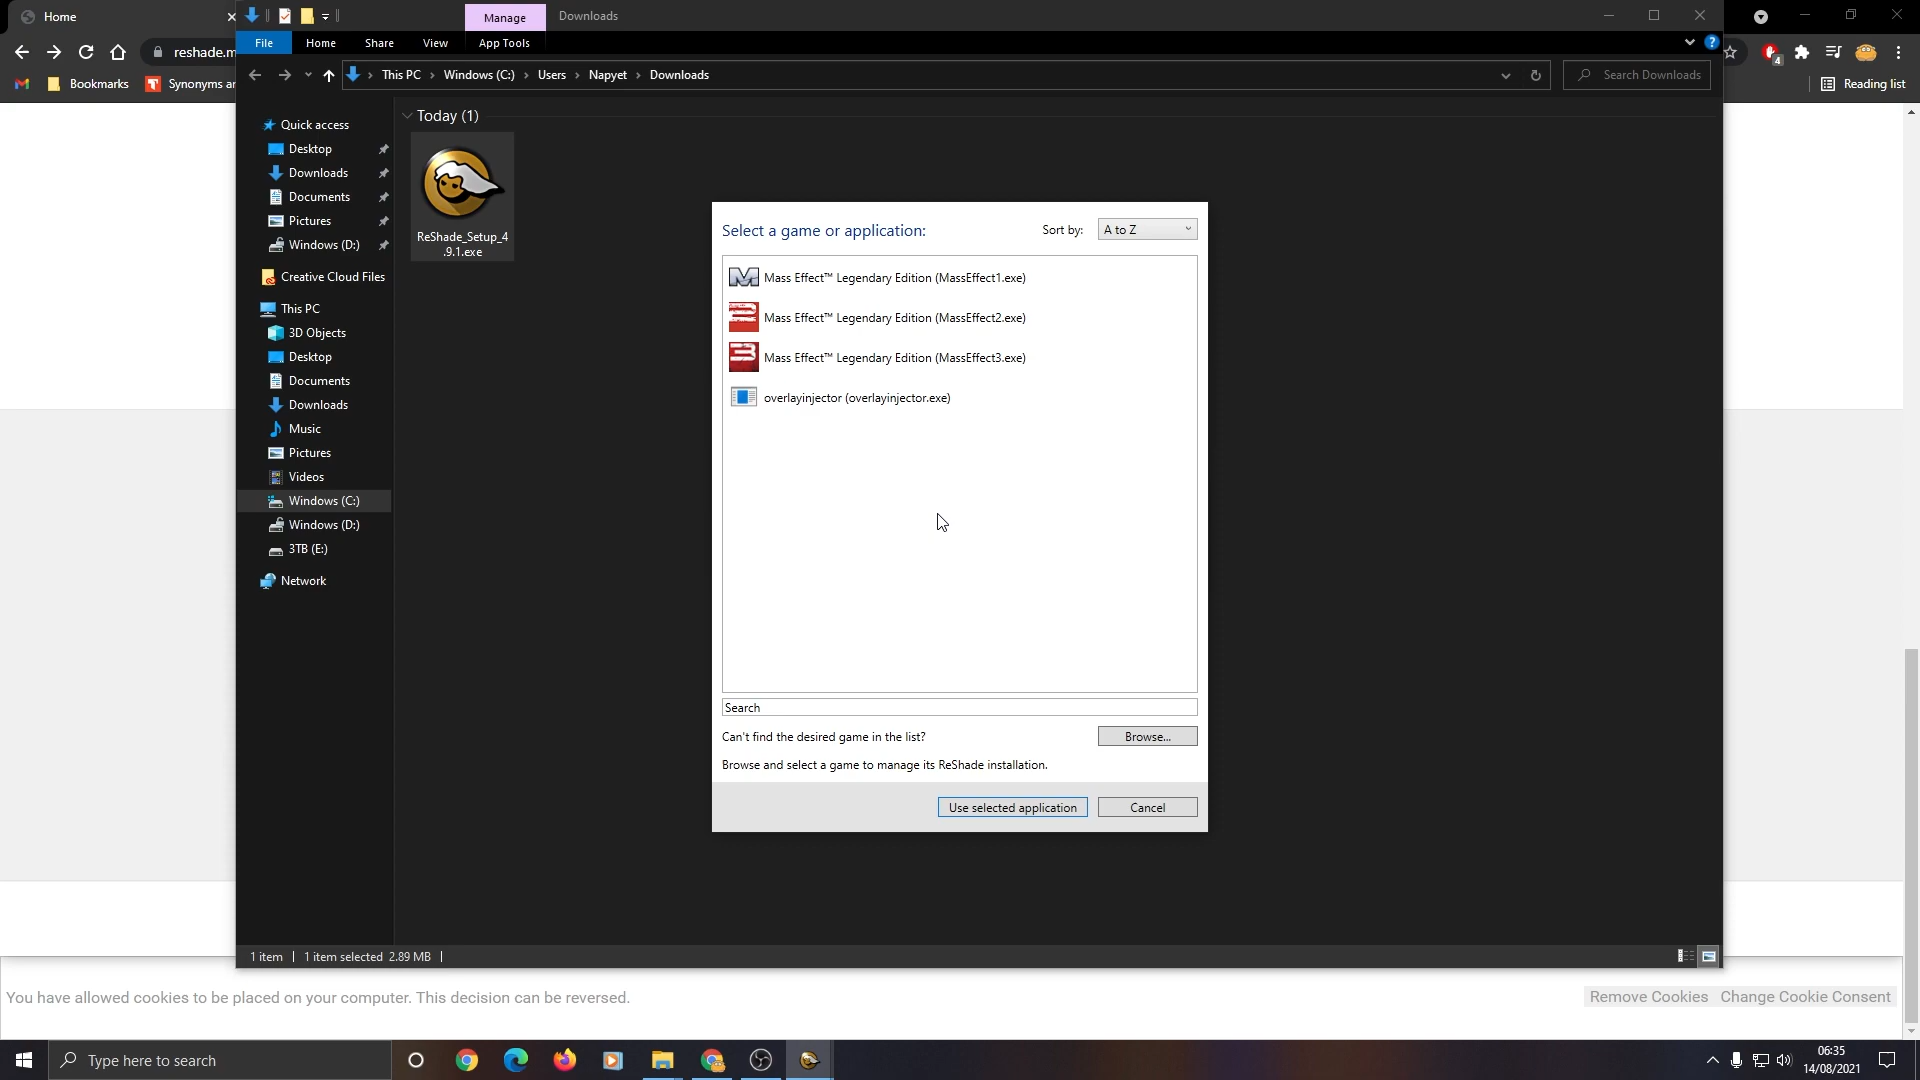 Home
Manage
Downloads
File
Home
Share
View
App Tools
reshade.m
This PC
Windows (C:)
Users
Napyet
Downloads
Search Downloads
4
Bookmarks
Synonyms ar
Reading list
Today (1)
Quick access
Desktop
Downloads
Documents
Pictures
Windows (D:)
Creative Cloud Files
This PC
3D Objects
Desktop
Documents
Downloads
Music
Pictures
Videos
Windows (C:)
Windows (D:)
3TB (E:)
Network
ReShade_Setup_4
.9.1.exe
Select a game or application:
Sort by:
A to Z
Mass Effect™ Legendary Edition (MassEffect1.exe)
Mass Effect™ Legendary Edition (MassEffect2.exe)
Mass Effect™ Legendary Edition (MassEffect3.exe)
overlayinjector (overlayinjector.exe)
Search
Can't find the desired game in the list?
Browse...
Browse and select a game to manage its ReShade installation.
Use selected application
Cancel
1 item
1 item selected 2.89 MB
You have allowed cookies to be placed on your computer. This decision can be reversed.
Remove Cookies
Change Cookie Consent
Type here to search
06:35
14/08/2021